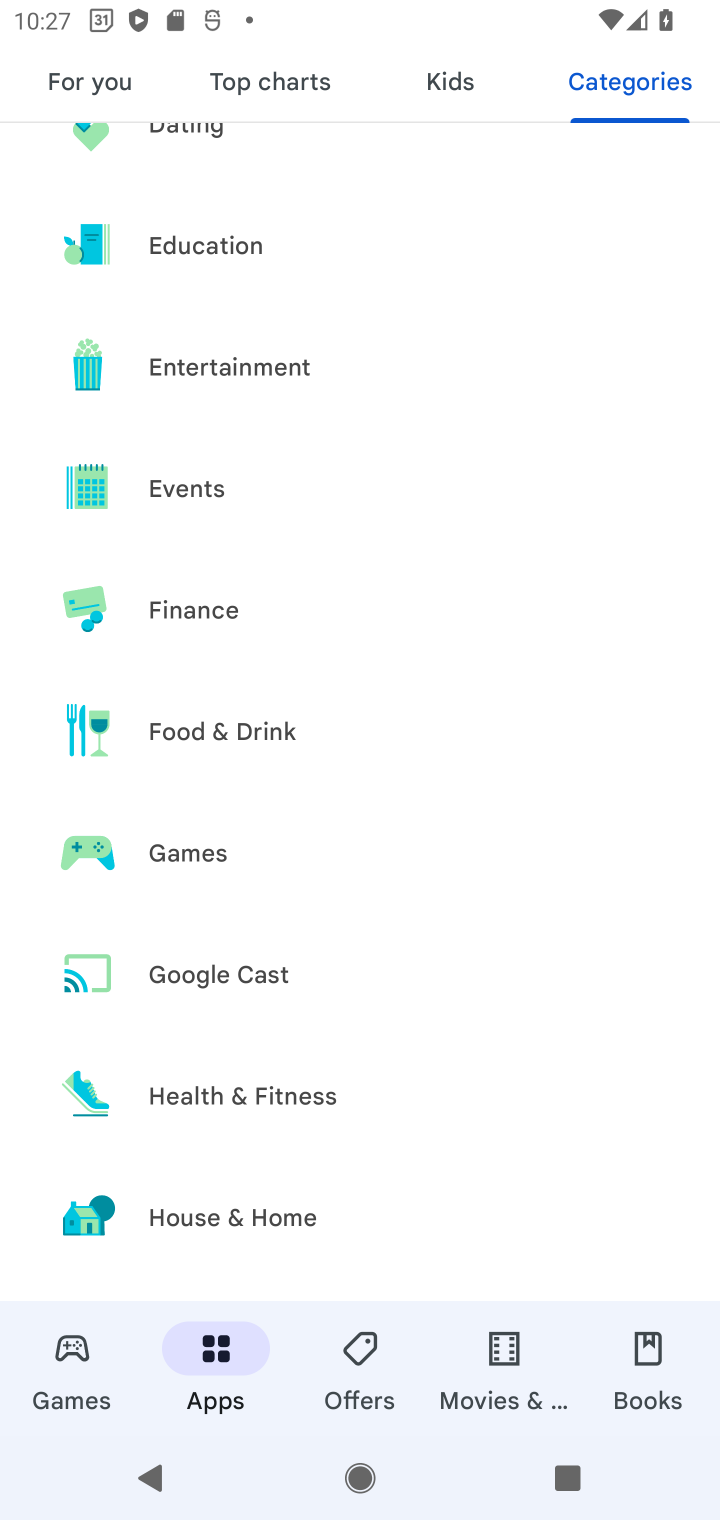 10:27 31
For you Top charts Kids Categories
Dating
Education
Entertainment
Events
Finance
Food & Drink
Games
Google Cast
Health & Fitness
House & Home
Games Apps Offers Movies & ... Books